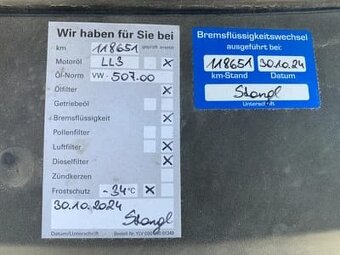 Wir haben für Sie bei
km 118651 geprüft ersetzt
Motoröl LL3 X
Öl-Norm VW 507.00
Ölfilter X
Getriebeöl
Bremsflüssigkeit X
Pollenfilter
Luftfilter X
Dieselfilter X
Zündkerzen
Frostschutz -34°C X
30.10.2024
Stangl
Datum/Unterschrift
Bremsflüssigkeitswechsel
ausgeführt bei:
118651 30.10.24
km-Stand Datum
Stangl
Unterschrift